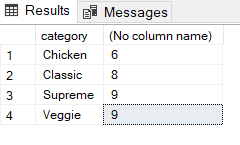 Results Messages
category (No column name)
1 Chicken 6
2 Classic 8
3 Supreme 9
4 Veggie 9